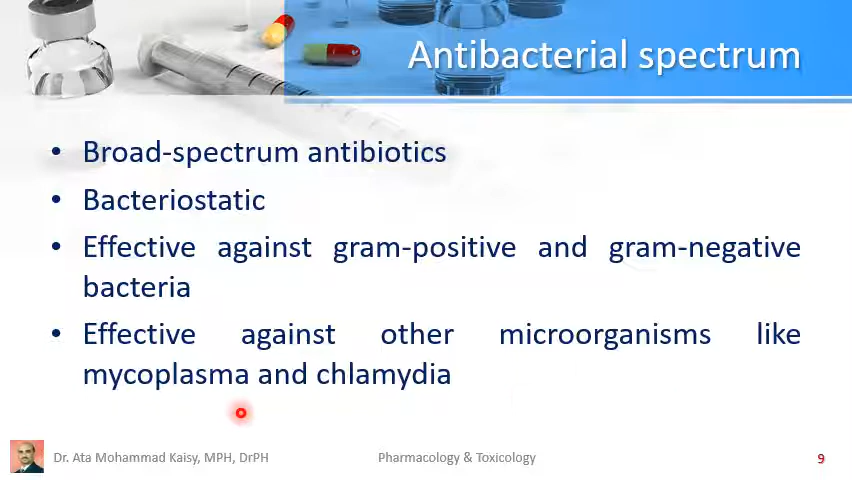 Antibacterial spectrum
• Broad-spectrum antibiotics
• Bacteriostatic
• Effective against gram-positive and gram-negative
bacteria
• Effective against other microorganisms like
mycoplasma and chlamydia
Dr. Ata Mohammad Kaisy, MPH, DrPH
Pharmacology & Toxicology
9